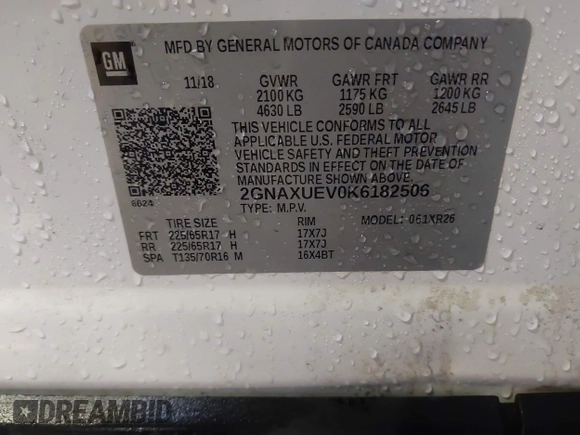 GM
MFD BY GENERAL MOTORS OF CANADA COMPANY
11/18 GVWR GAWR FRT GAWR RR
2100 KG 1175 KG 1200 KG
4630 LB 2590 LB 2645 LB
THIS VEHICLE CONFORMS TO ALL
APPLICABLE U.S. FEDERAL MOTOR
VEHICLE SAFETY AND THEFT PREVENTION
STANDARDS IN EFFECT ON THE DATE OF
MANUFACTURE SHOWN ABOVE.
2GNAXUEV0K6182506
8624
TYPE: M.P.V. MODEL: 061XR26
TIRE SIZE RIM
FRT 225/65R17 H 17X7J
RR 225/65R17 H 17X7J
SPA T135/70R16 M 16X4BT
DREAMBID